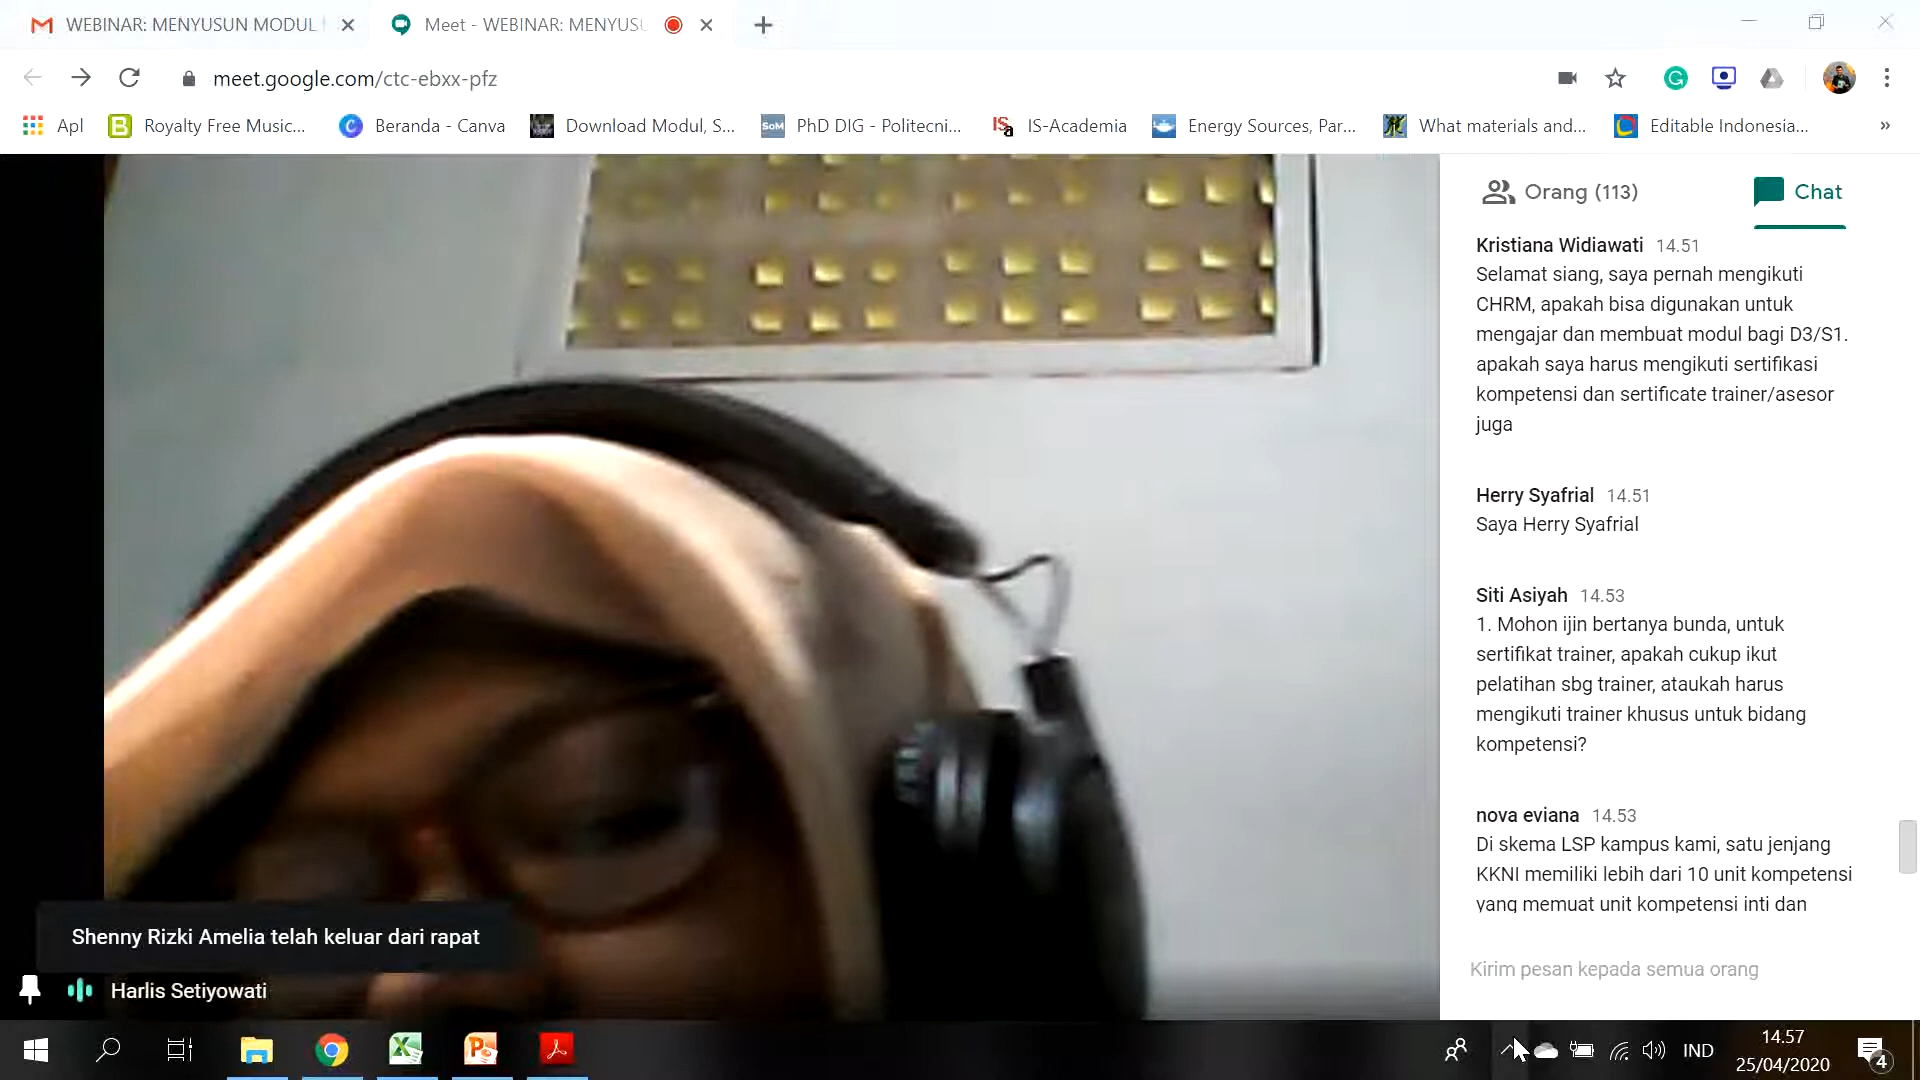 WEBINAR: MENYUSUN MODUL
Meet - WEBINAR: MENYUSU
meet.google.com/ctc-ebxx-pfz
Apl
Royalty Free Music...
Beranda - Canva
Download Modul, S...
SoM
PhD DIG - Politecni...
IS-Academia
Energy Sources, Par...
What materials and...
Editable Indonesia...
»
Orang (113)
Chat
Kristiana Widiawati 14.51
Selamat siang, saya pernah mengikuti
CHRM, apakah bisa digunakan untuk
mengajar dan membuat modul bagi D3/S1.
apakah saya harus mengikuti sertifikasi
kompetensi dan sertificate trainer/asesor
juga
Herry Syafrial 14.51
Saya Herry Syafrial
Siti Asiyah 14.53
1. Mohon ijin bertanya bunda, untuk
sertifikat trainer, apakah cukup ikut
pelatihan sbg trainer, ataukah harus
mengikuti trainer khusus untuk bidang
kompetensi?
nova eviana 14.53
Di skema LSP kampus kami, satu jenjang
KKNI memiliki lebih dari 10 unit kompetensi
yang memuat unit kompetensi inti dan
Kirim pesan kepada semua orang
Shenny Rizki Amelia telah keluar dari rapat
Harlis Setiyowati
IND
14.57
25/04/2020
4